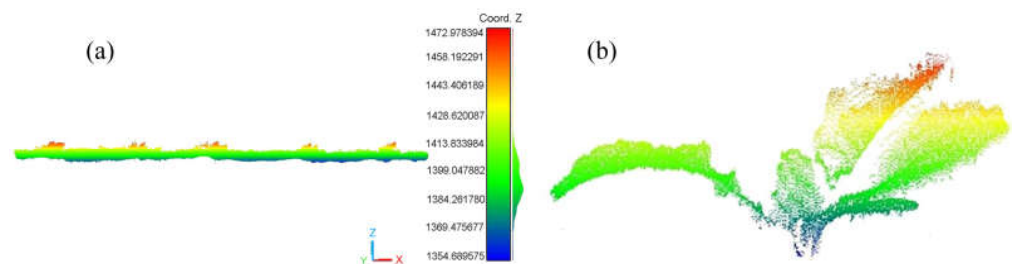 (a)
Coord. Z
1472.978394
1458.192291
1443.406189
1428.620087
1413.833984
1399.047882
1384.261780
1369.475677
1354.689575
Z
Y
X
(b)